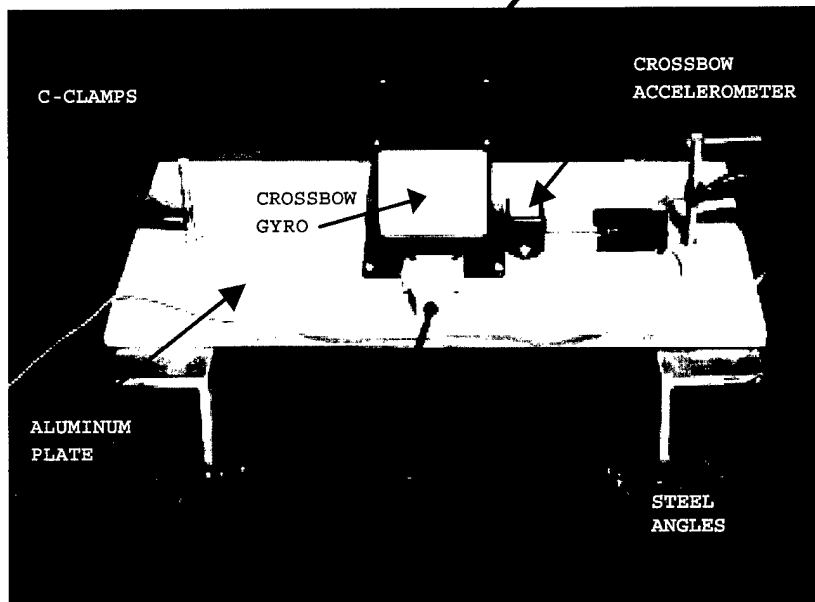 C-CLAMPS
CROSSBOW
ACCELEROMETER
CROSSBOW
GYRO
ALUMINUM
PLATE
STEEL
ANGLES